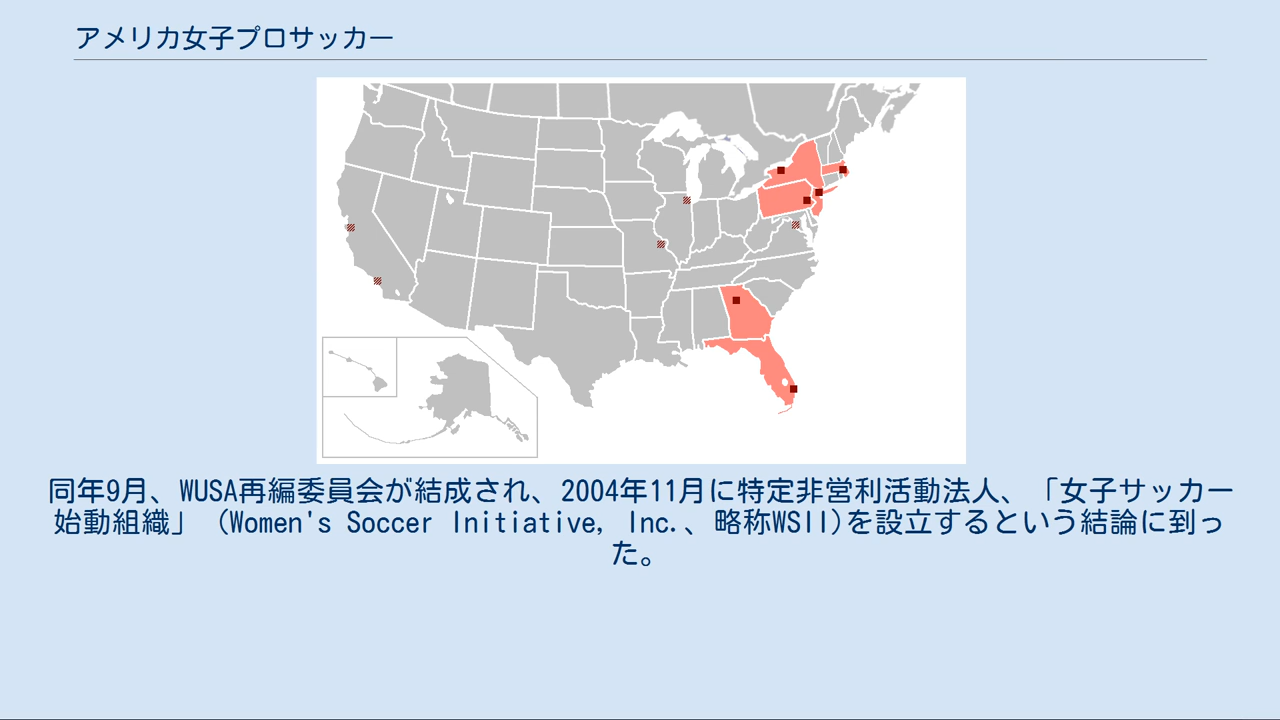 アメリカ女子プロサッカー
同年9月、WUSA再編委員会が結成され、2004年11月に特定非営利活動法人、「女子サッカー
始動組織」（Women's Soccer Initiative, Inc.、略称WSII)を設立するという結論に到っ
た。